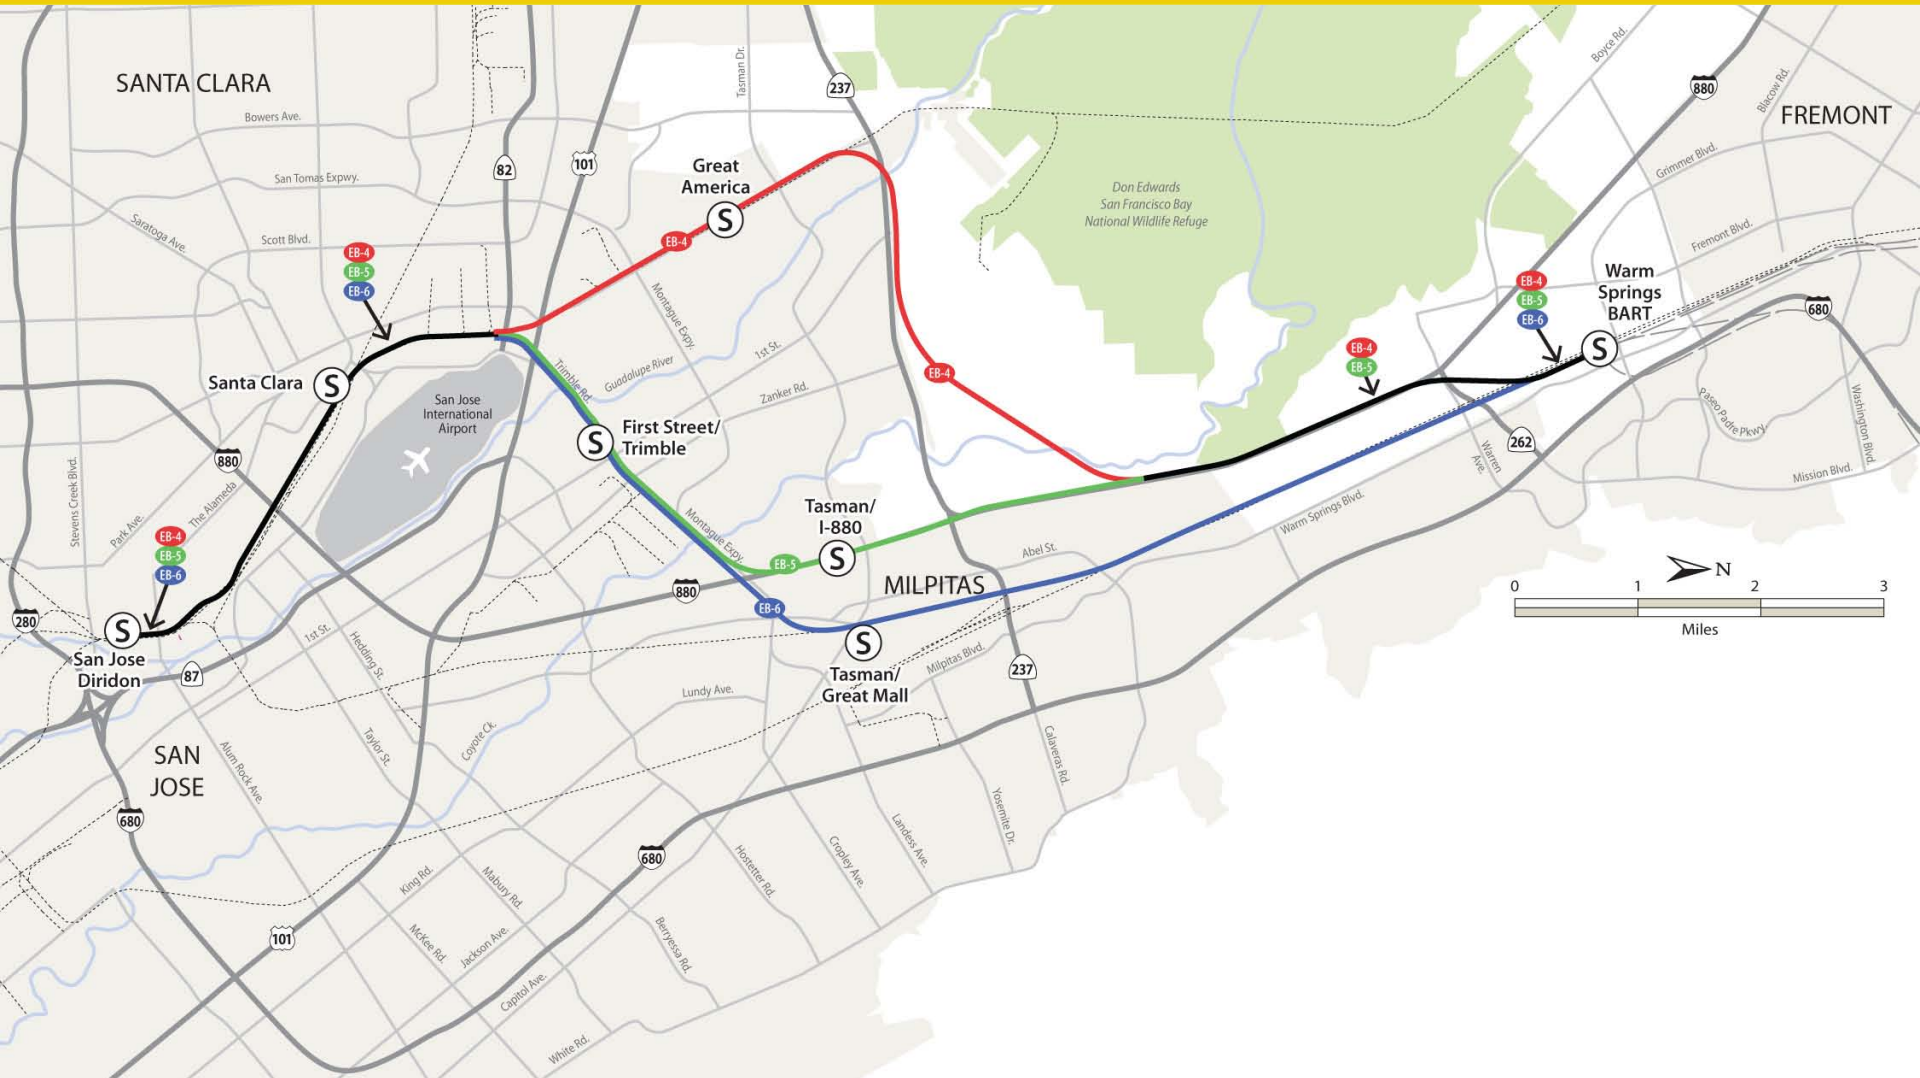 SANTA CLARA
Bowers Ave.
San Tomas Expwy.
Saratoga Ave.
Scott Blvd.
82
101
Tasman Dr.
237
Great
America
S
EB-4
EB-4
EB-5
EB-6
Montague Expy.
Guadalupe River
1st St.
Zanker Rd.
Trimble Rd.
Santa Clara
S
San Jose
International
Airport
First Street/
Trimble
S
880
Stevens Creek Blvd.
Park Ave.
The Alameda
EB-4
EB-5
EB-6
280
S
San Jose
Diridon
87
1st St.
Hedding St.
SAN
JOSE
680
Alum Rock Ave.
Taylor St.
Coyote Ck.
101
King Rd.
McKee Rd.
Mabury Rd.
Jackson Ave.
Capitol Ave.
White Rd.
680
Berryessa Rd.
Hostetter Rd.
Cropley Ave.
Landess Ave.
Yosemite Dr.
Calaveras Rd.
Lundy Ave.
880
Montague Expy.
EB-5
EB-6
Tasman/
I-880
S
S
Tasman/
Great Mall
MILPITAS
Milpitas Blvd.
Abel St.
237
EB-4
Don Edwards
San Francisco Bay
National Wildlife Refuge
EB-4
EB-5
EB-4
EB-5
EB-6
Warm
Springs
BART
S
Warm Springs Blvd.
Warren
Ave.
262
Boyce Rd.
880
Blacow Rd.
FREMONT
Grimmer Blvd.
Fremont Blvd.
680
Paseo Padre Pkwy.
Washington Blvd.
Mission Blvd.
N
0 1 2 3
Miles